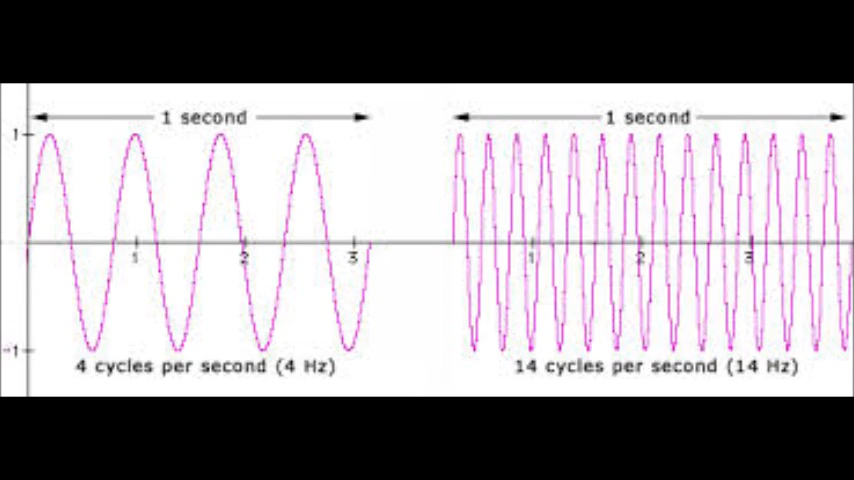 1 second
1 second
1
1
2
3
1
2
3
-1
4 cycles per second (4 Hz)
14 cycles per second (14 Hz)